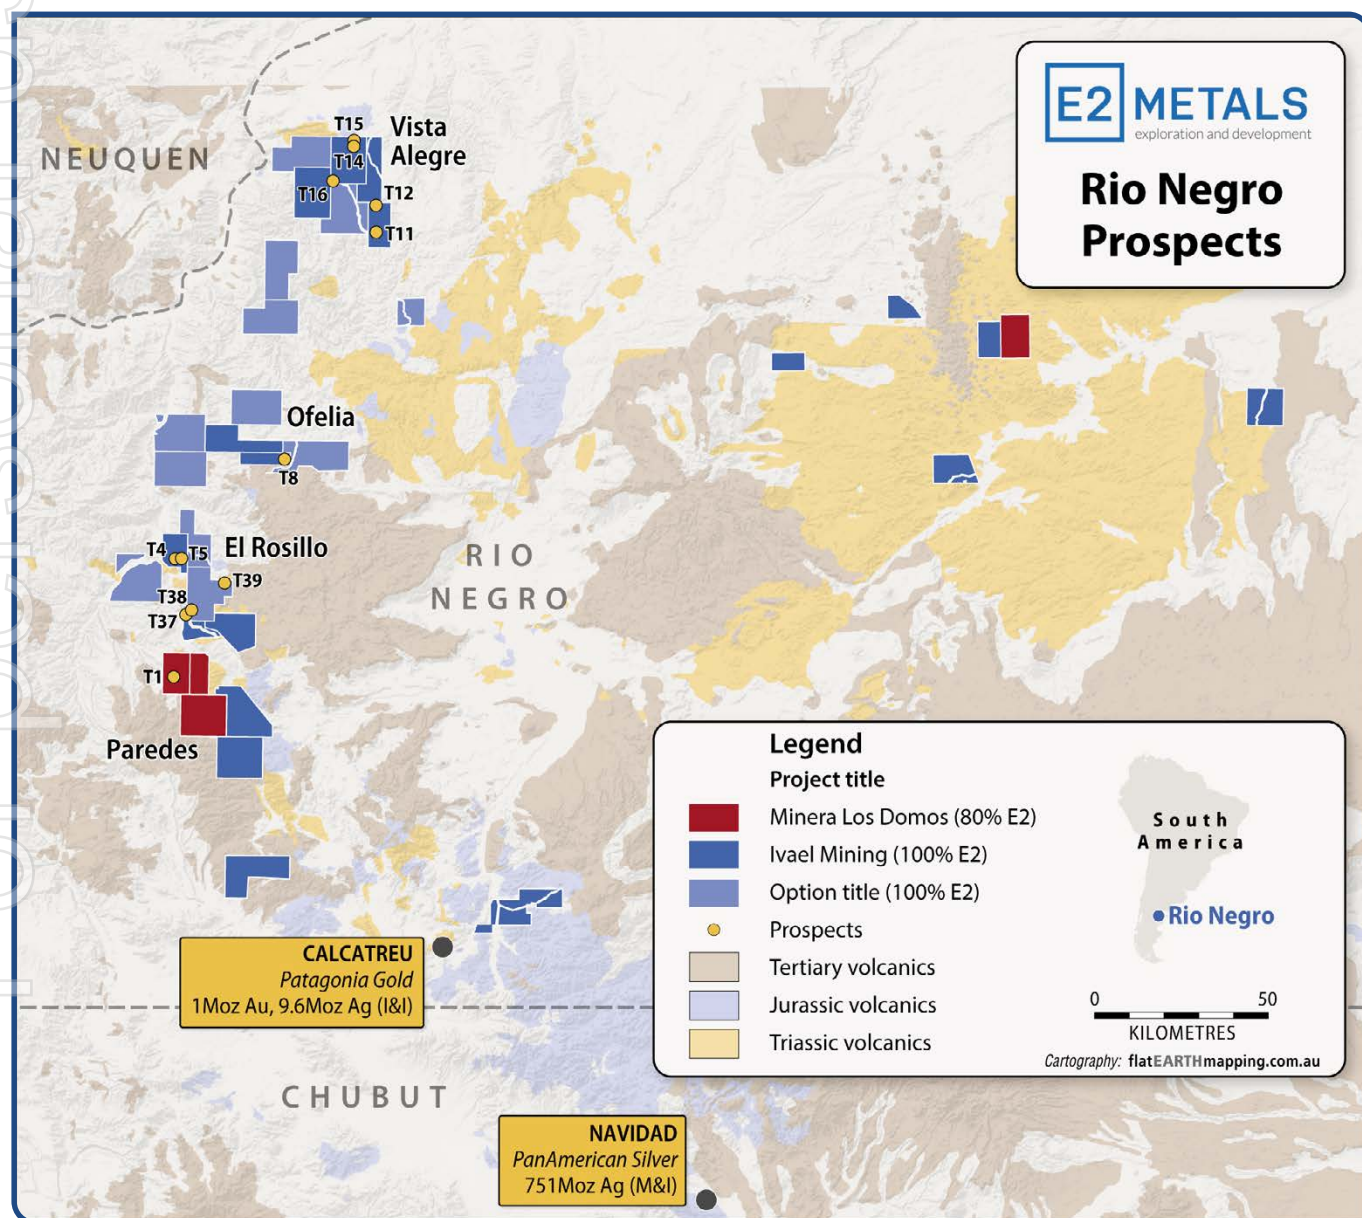 E2 METALS
exploration and development
Rio Negro
Prospects
NEUQUEN
T15
Vista
Alegre
T14
T16
T12
T11
Ofelia
T8
T4
T5
El Rosillo
T39
T38
T37
T1
Paredes
RIO
NEGRO
CALCATREU
Patagonia Gold
1Moz Au, 9.6Moz Ag (I&I)
CHUBUT
NAVIDAD
PanAmerican Silver
751Moz Ag (M&I)
Legend
Project title
Minera Los Domos (80% E2)
Ivael Mining (100% E2)
Option title (100% E2)
Prospects
Tertiary volcanics
Jurassic volcanics
Triassic volcanics
South
America
Rio Negro
0 50
KILOMETRES
Cartography: flatEARTHmapping.com.au